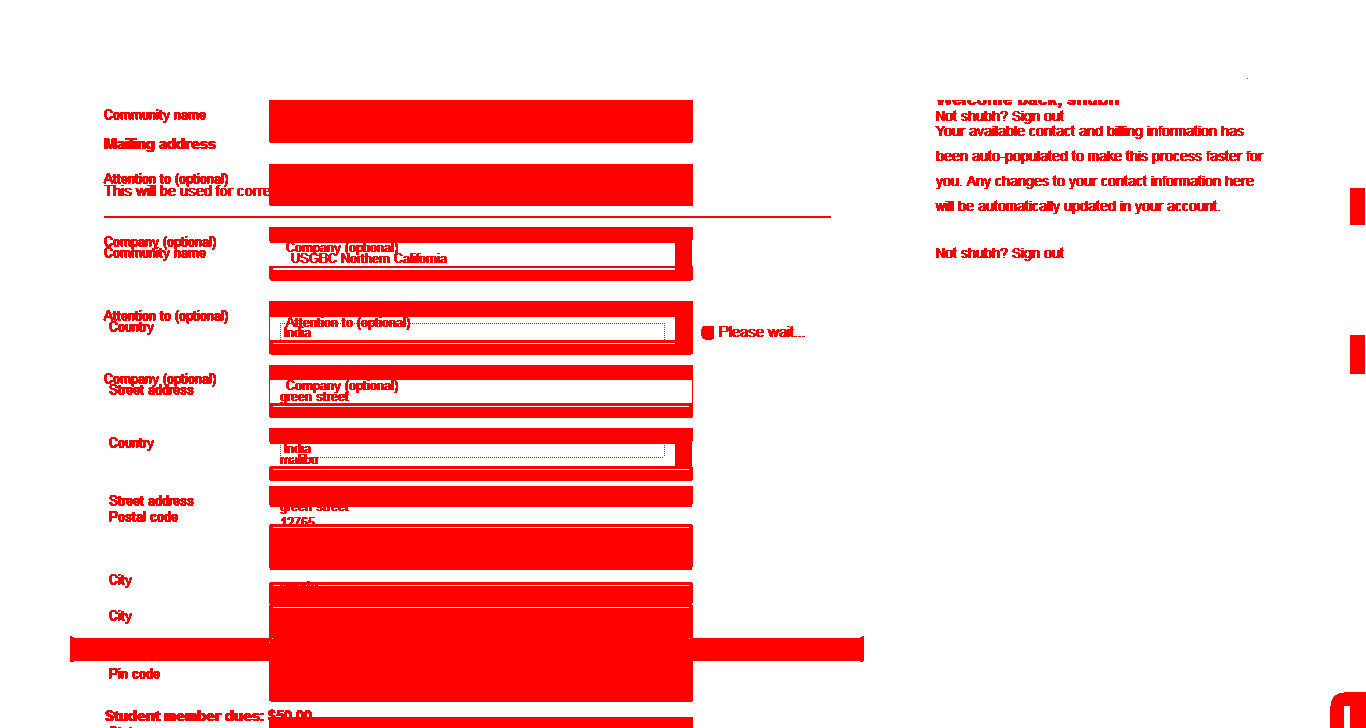 Community name
Mailing address
Attention to (optional)
This will be used for corre
Company (optional)
Community name
Company (optional)
USGBC Northern California
Attention to (optional)
Country
Attention to (optional)
India
Please wait...
Company (optional)
Street address
Company (optional)
green street
Country
India
malibu
Street address
green street
Postal code
12765
City
City
Pin code
Student member dues: $50.00
Welcome back, shubh
Not shubh? Sign out
Your available contact and billing information has
been auto-populated to make this process faster for
you. Any changes to your contact information here
will be automatically updated in your account.
Not shubh? Sign out